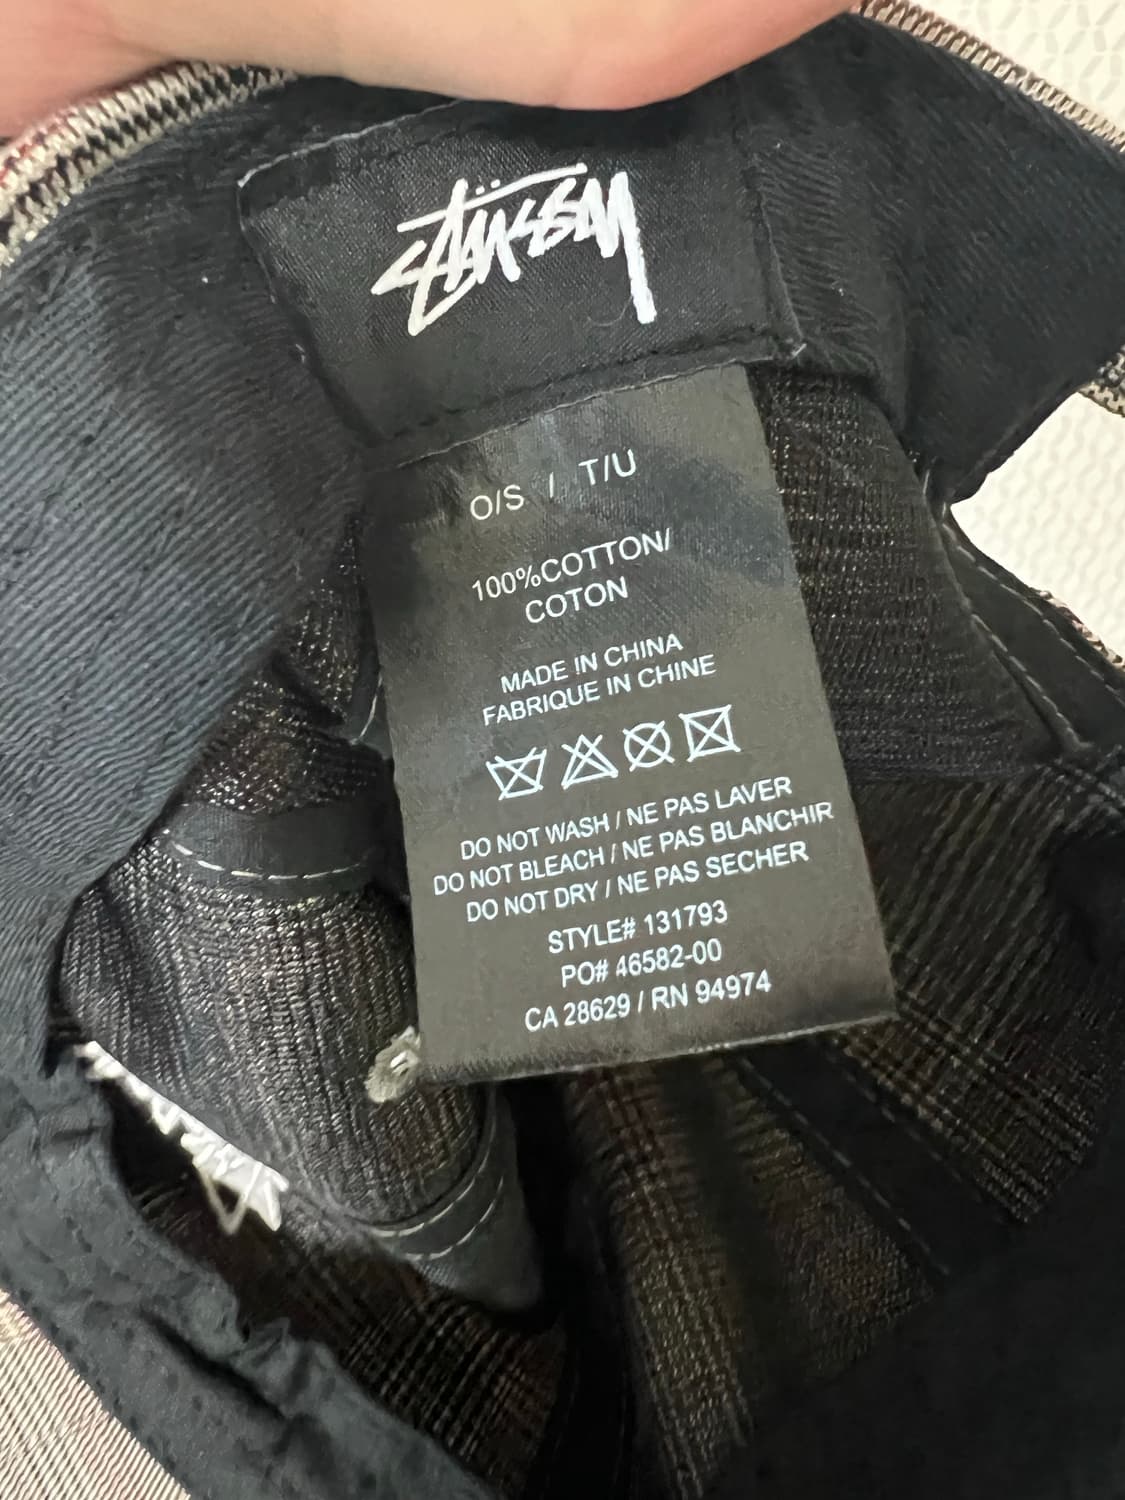 STÜSSY
O/S / T/U
100%COTTON/
COTON
MADE IN CHINA
FABRIQUE IN CHINE
DO NOT WASH / NE PAS LAVER
DO NOT BLEACH / NE PAS BLANCHIR
DO NOT DRY / NE PAS SECHER
STYLE# 131793
PO# 46582-00
CA 28629 / RN 94974